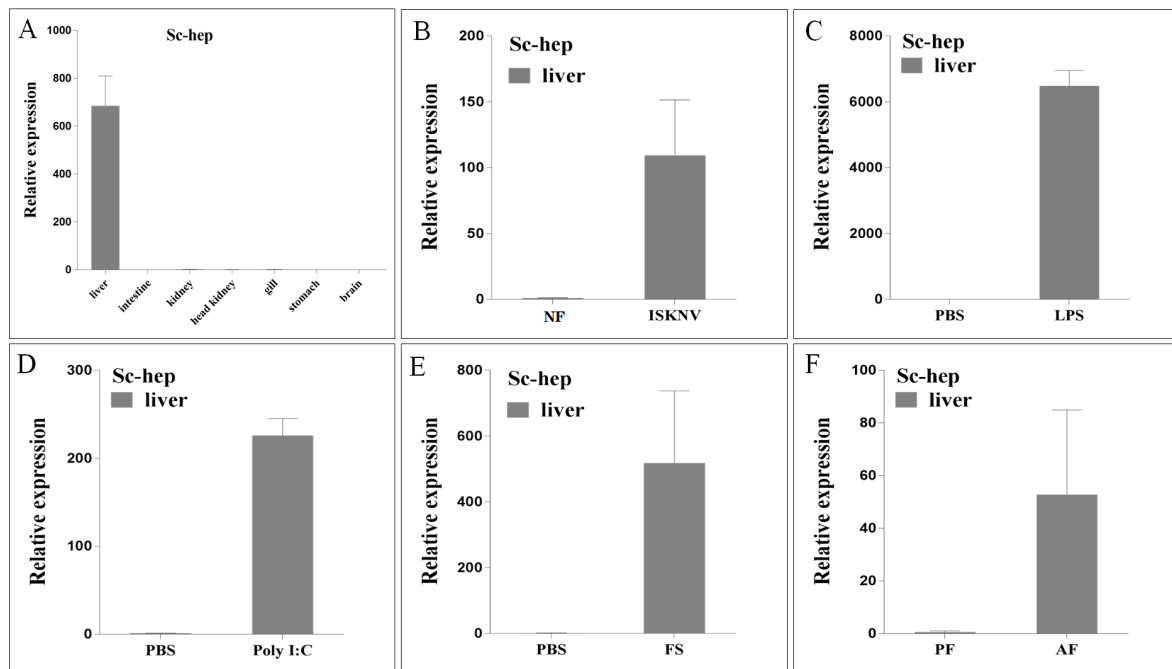 A
Sc-hep
Relative expression
1000
800
600
400
200
0
liver
intestine
kidney
head kidney
gill
stomach
brain
B
Sc-hep
liver
Relative expression
200
150
100
50
0
NF
ISKNV
C
Sc-hep
liver
Relative expression
8000
6000
4000
2000
0
PBS
LPS
D
Sc-hep
liver
Relative expression
300
200
100
0
PBS
Poly I:C
E
Sc-hep
liver
Relative expression
800
600
400
200
0
PBS
FS
F
Sc-hep
liver
Relative expression
100
80
60
40
20
0
PF
AF